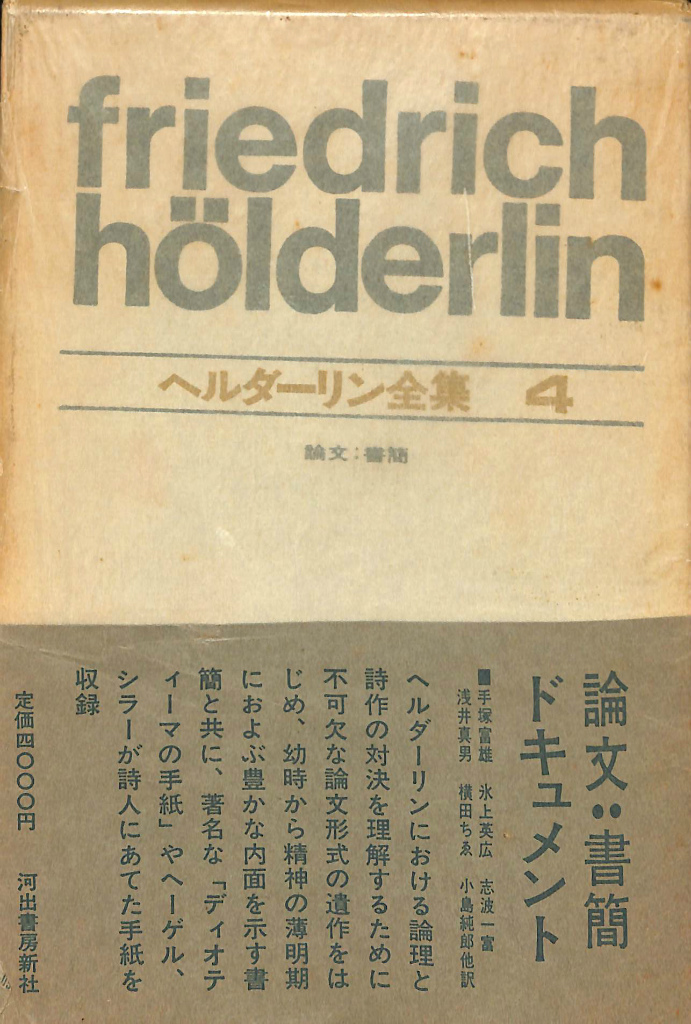 friedrich
hölderlin
ヘルダーリン全集 4
論文:書簡
論文:書簡
ドキュメント
■手塚富雄 氷上英広 志波一富
浅井真男 横田ちゑ 小島純郎他訳
ヘルダーリンにおける論理と
詩作の対決を理解するために
不可欠な論文形式の遺作をは
じめ、幼時から精神の薄明期
におよぶ豊かな内面を示す書
簡と共に、著名な「ディオテ
ィーマの手紙」やヘーゲル、
シラーが詩人にあてた手紙を
収録
定価四〇〇〇円 河出書房新社